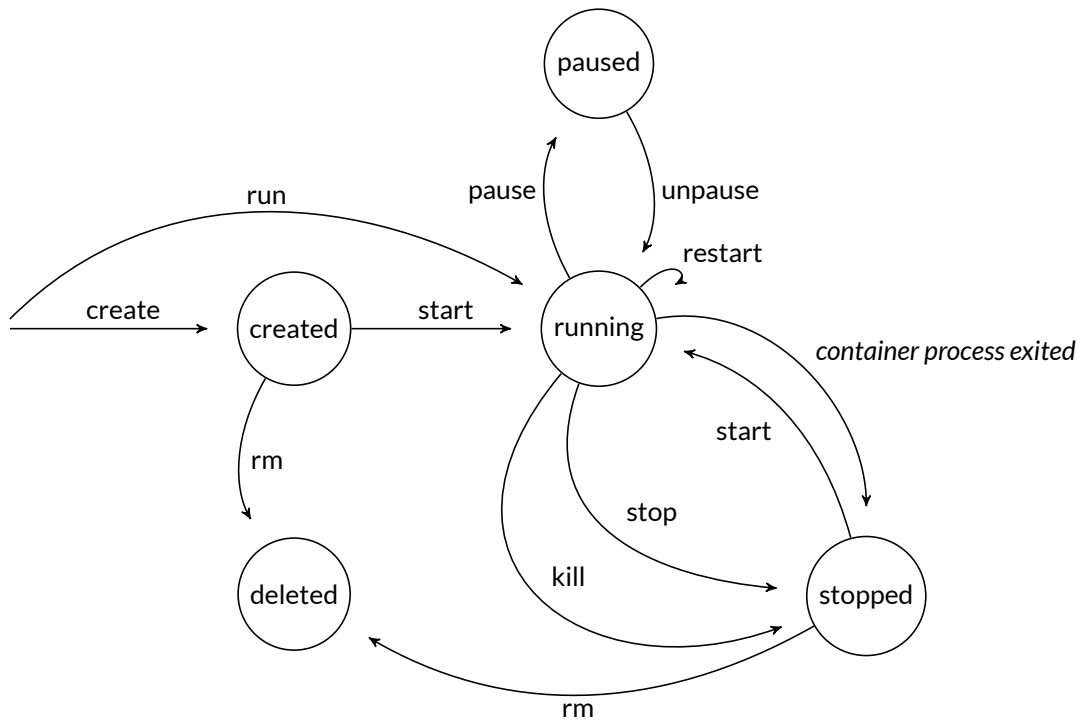 paused
pause
unpause
run
restart
create
created
start
running
container process exited
start
rm
stop
kill
deleted
stopped
rm